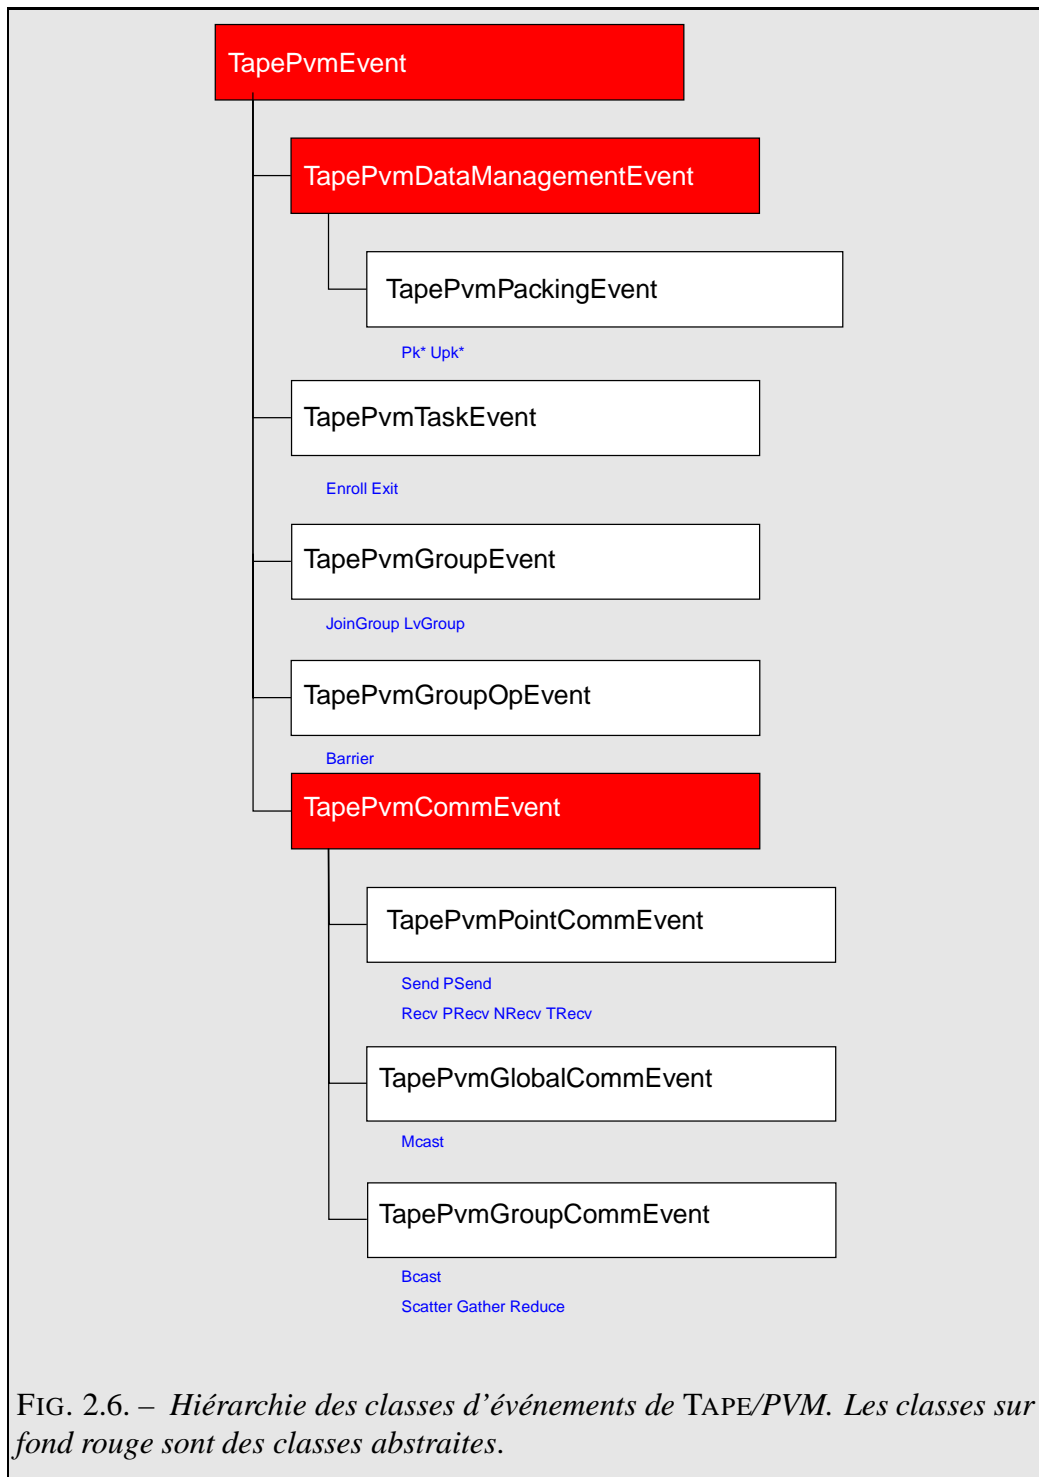 TapePvmEvent
TapePvmDataManagementEvent
TapePvmPackingEvent
Pk* Upk*
TapePvmTaskEvent
Enroll Exit
TapePvmGroupEvent
JoinGroup LvGroup
TapePvmGroupOpEvent
Barrier
TapePvmCommEvent
TapePvmPointCommEvent
Send PSend
Recv PRecv NRecv TRecv
TapePvmGlobalCommEvent
Mcast
TapePvmGroupCommEvent
Bcast
Scatter Gather Reduce
FIG. 2.6. – Hiérarchie des classes d'événements de TAPE/PVM. Les classes sur
fond rouge sont des classes abstraites.